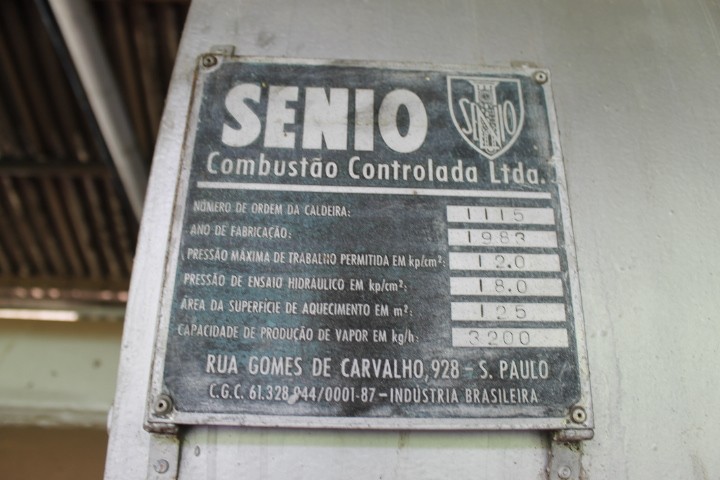 SENIO
SENIO
Combustão Controlada Ltda.
NÚMERO DE ORDEM DA CALDEIRA: 1115
ANO DE FABRICAÇÃO: 1983
PRESSÃO MÁXIMA DE TRABALHO PERMITIDA EM kp/cm²: 12.0
PRESSÃO DE ENSAIO HIDRAULICO EM kp/cm²: 18.0
ÁREA DA SUPERFÍCIE DE AQUECIMENTO EM m²: 125
CAPACIDADE DE PRODUÇÃO DE VAPOR EM kg/h: 3200
RUA GOMES DE CARVALHO, 928 - S. PAULO
C.G.C. 61.328.944/0001-87 - INDÚSTRIA BRASILEIRA